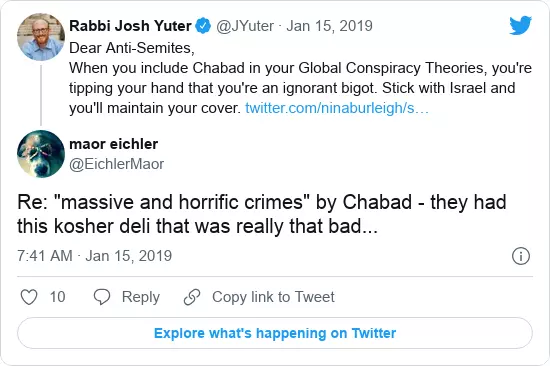 Rabbi Josh Yuter @JYuter · Jan 15, 2019
Dear Anti-Semites,
When you include Chabad in your Global Conspiracy Theories, you're
tipping your hand that you're an ignorant bigot. Stick with Israel and
you'll maintain your cover. twitter.com/ninaburleigh/s…
maor eichler
@EichlerMaor
Re: "massive and horrific crimes" by Chabad - they had
this kosher deli that was really that bad...
7:41 AM · Jan 15, 2019
10 Reply Copy link to Tweet
Explore what's happening on Twitter